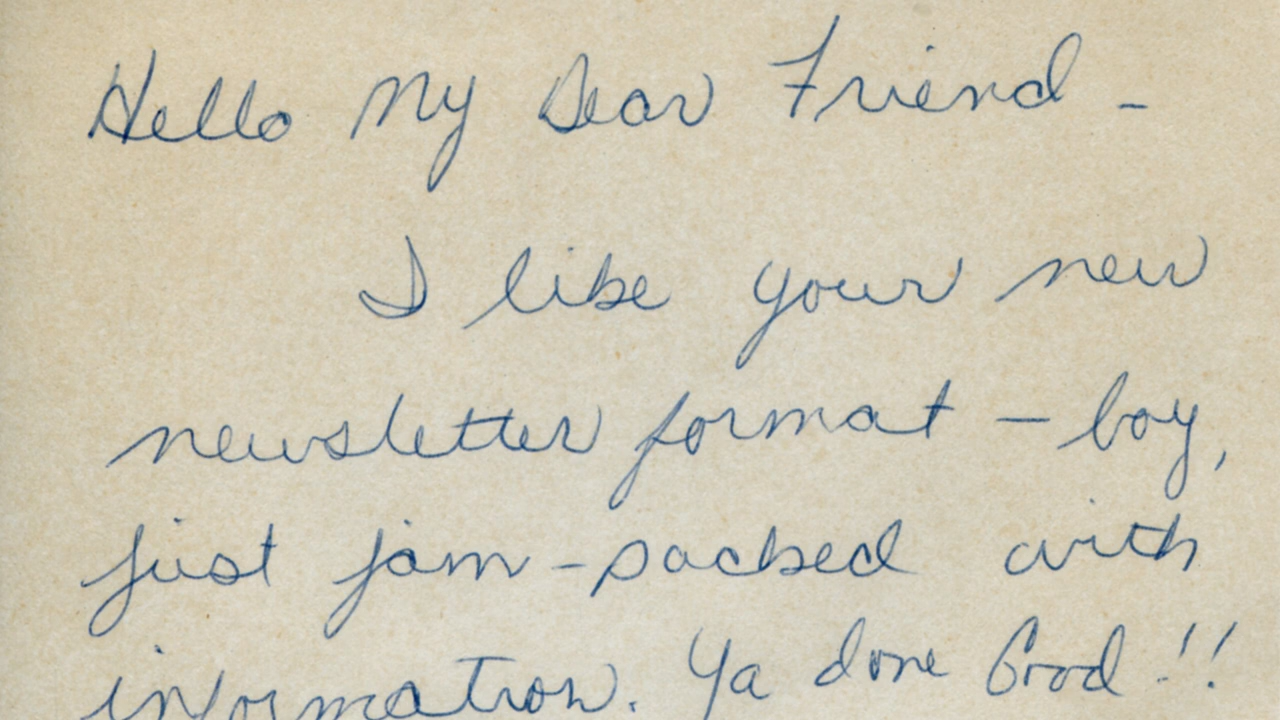 Hello My Dear Friend -
I like your new
newsletter format - boy,
just jam-packed with
information. Ya done Good!!